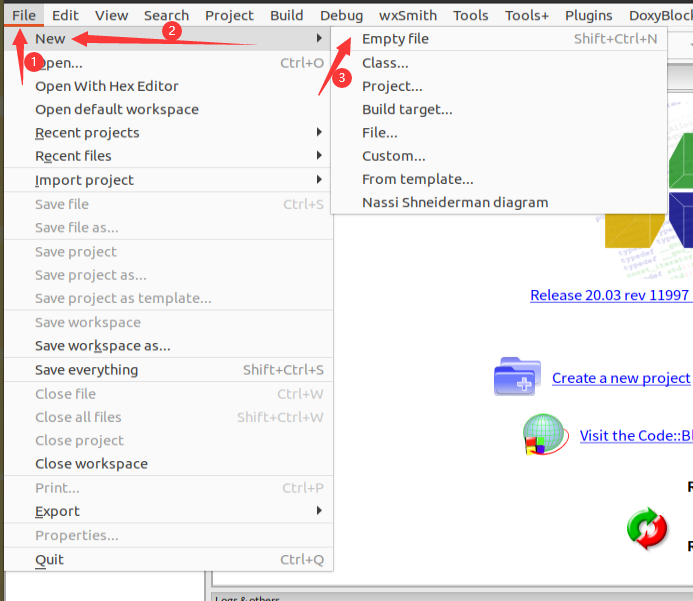 File Edit View Search Project Build Debug wxSmith Tools Tools+ Plugins DoxyBloc
New
2
Empty file Shift+Ctrl+N
1
Open... Ctrl+O
3
Class...
Open With Hex Editor
Project...
Open default workspace
Build target...
Recent projects
File...
Recent files
Custom...
Import project
From template...
Save file Ctrl+S
Nassi Shneiderman diagram
Save file as...
Save project
Save project as...
Save project as template...
Release 20.03 rev 11997
Save workspace
Save workspace as...
Save everything Shift+Ctrl+S
Create a new project
Close file Ctrl+W
Close all files Shift+Ctrl+W
Close project
Visit the Code::Bl
Close workspace
Print... Ctrl+P
R
Export
Properties...
R
Quit Ctrl+Q
Logs & others